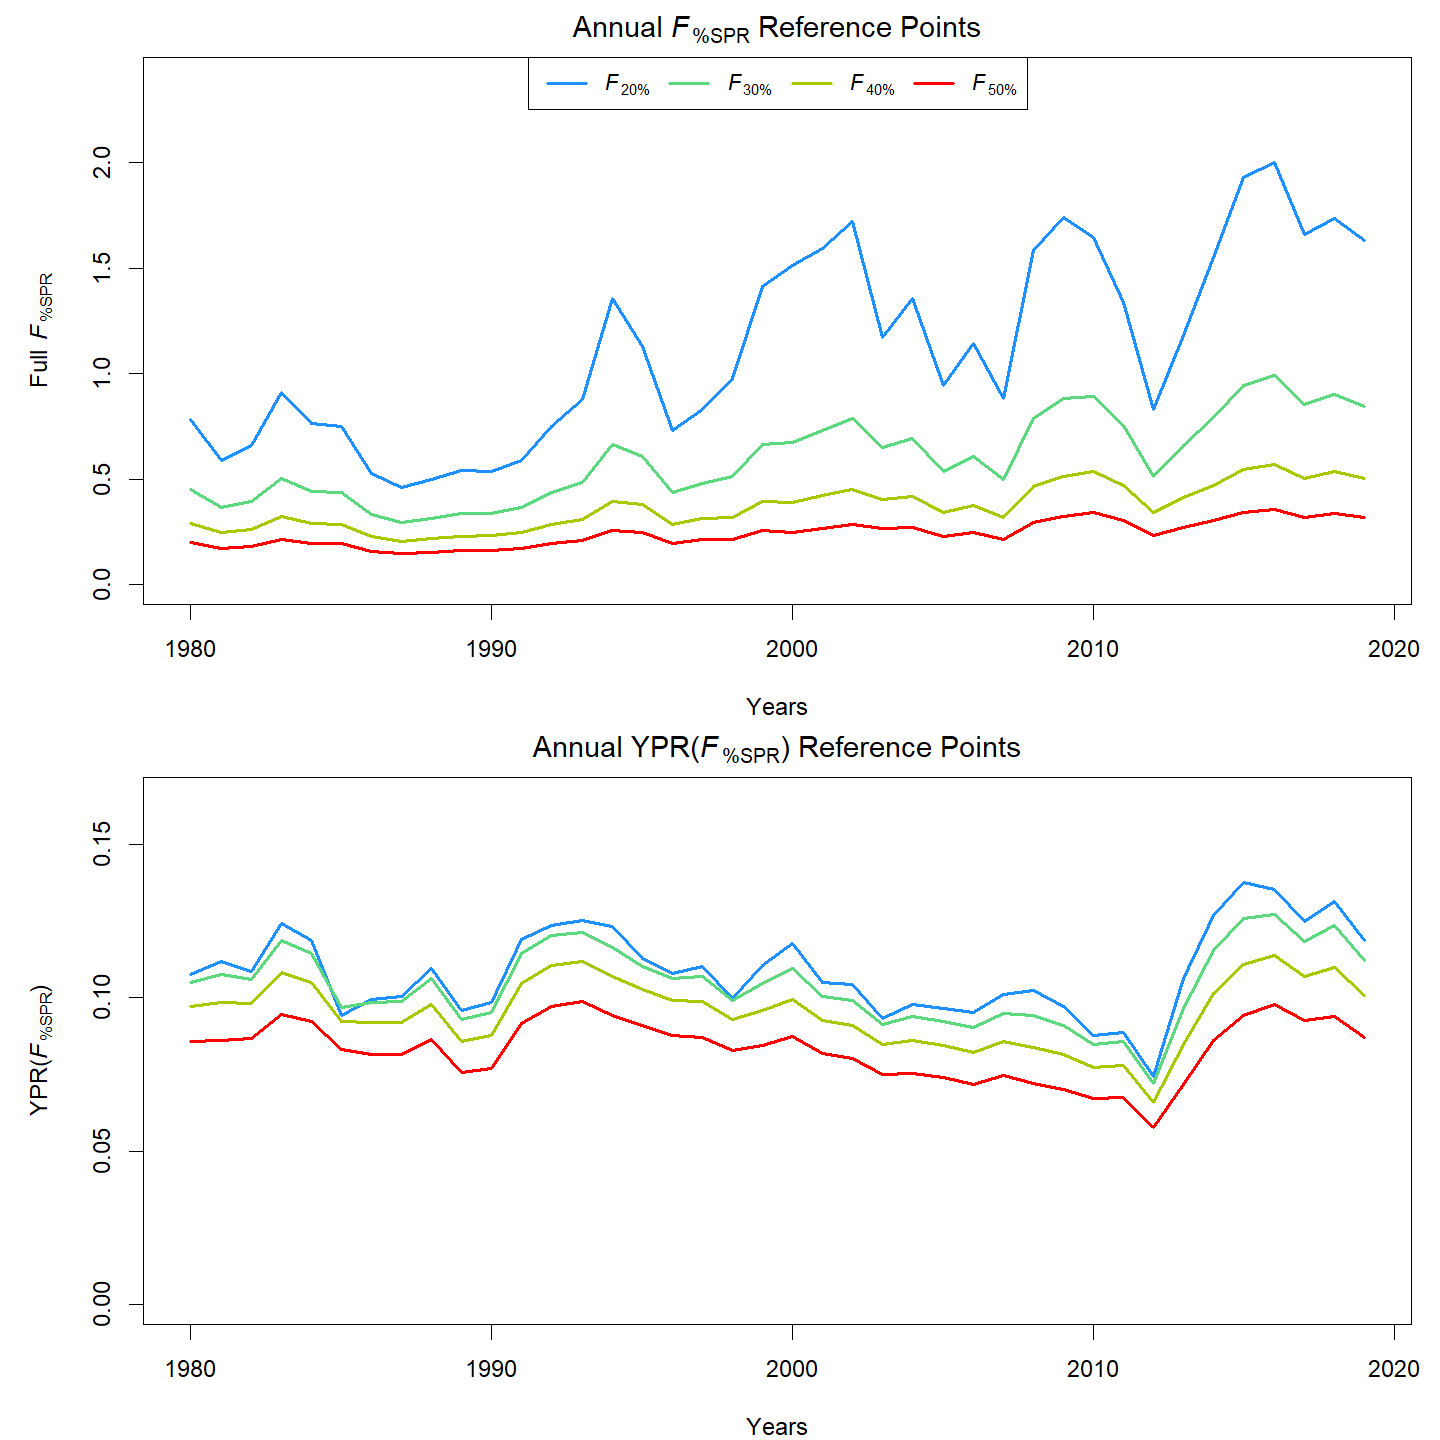 Annual F%SPR Reference Points
F20% F30% F40% F50%
Full F%SPR
2.0
1.5
1.0
0.5
0.0
1980 1990 2000 2010 2020
Years
Annual YPR(F%SPR) Reference Points
YPR(F%SPR)
0.15
0.10
0.05
0.00
1980 1990 2000 2010 2020
Years